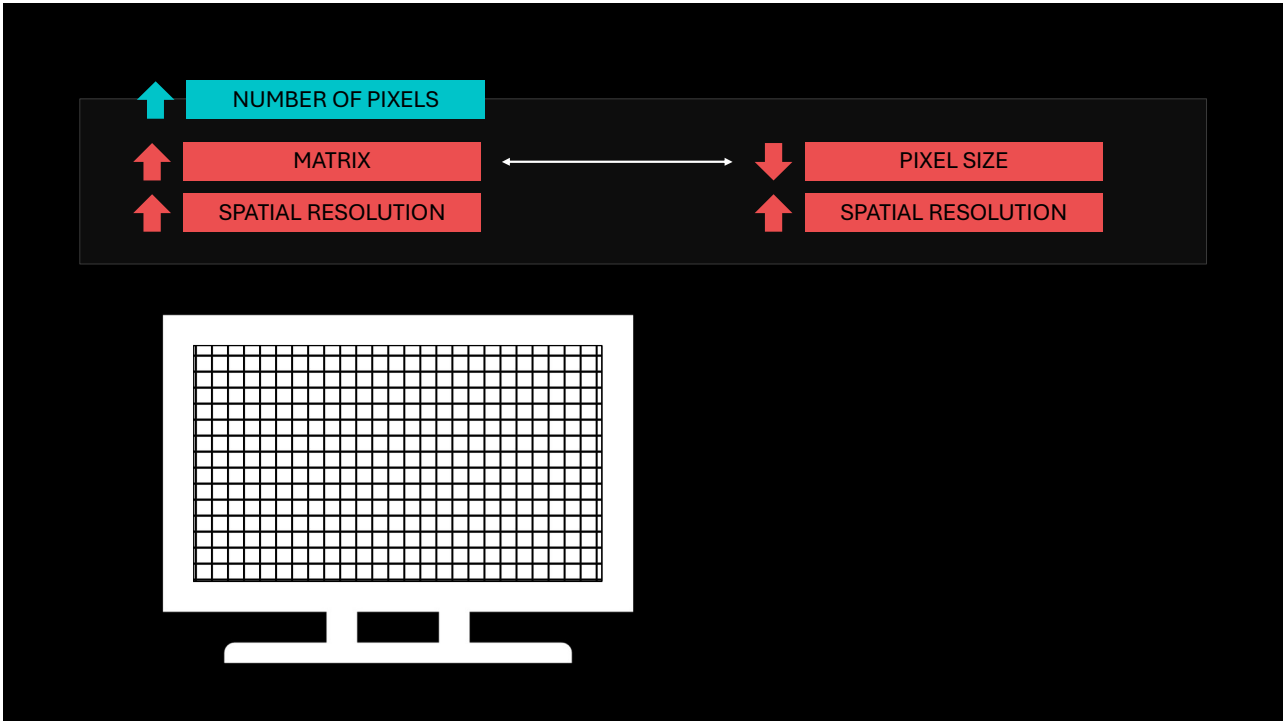 NUMBER OF PIXELS
MATRIX
PIXEL SIZE
SPATIAL RESOLUTION
SPATIAL RESOLUTION